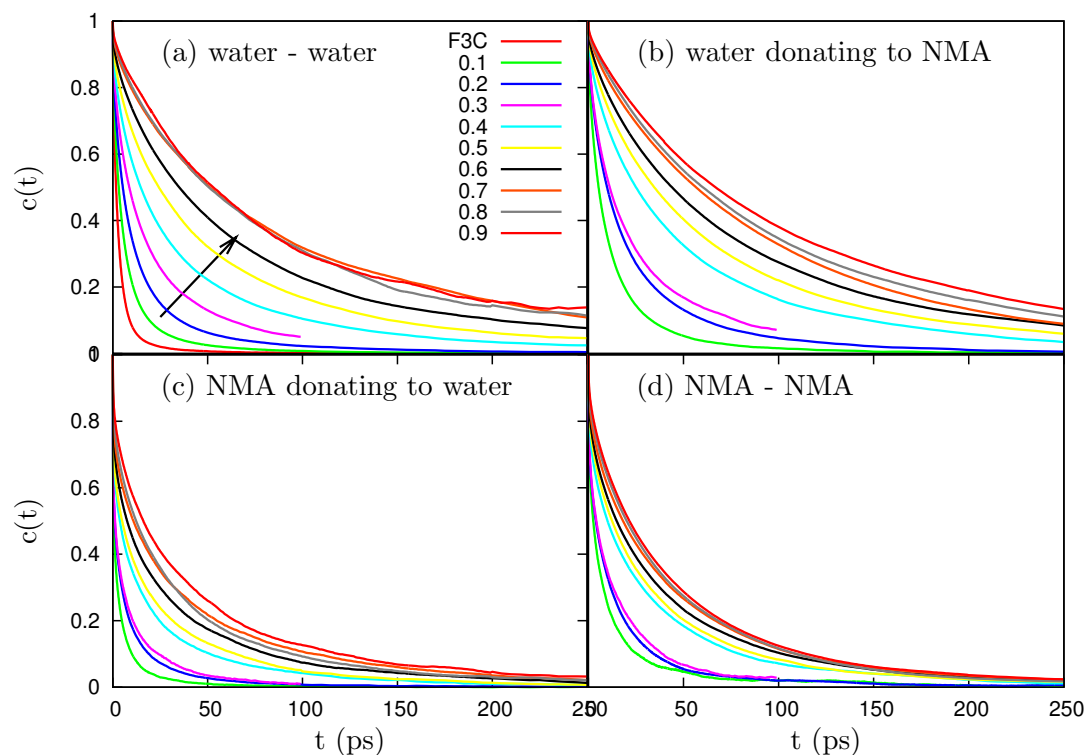 (a) water - water
F3C
0.1
0.2
0.3
0.4
0.5
0.6
0.7
0.8
0.9
c(t)
1
0.8
0.6
0.4
0.2
0
(b) water donating to NMA
(c) NMA donating to water
c(t)
1
0.8
0.6
0.4
0.2
0
0 50 100 150 200 250
t (ps)
(d) NMA - NMA
0 50 100 150 200 250
t (ps)